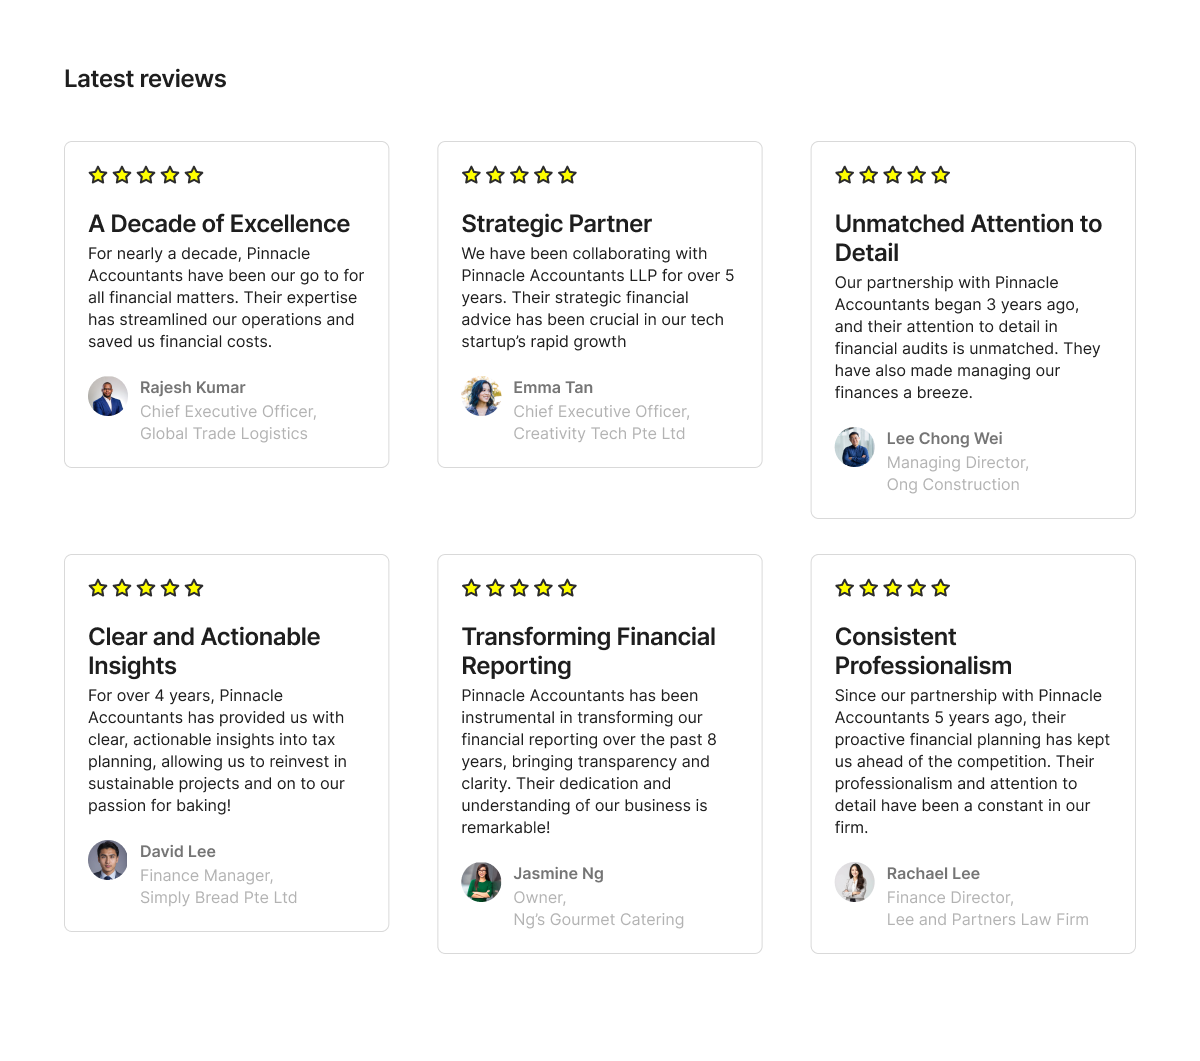 Latest reviews
A Decade of Excellence
For nearly a decade, Pinnacle
Accountants have been our go to for
all financial matters. Their expertise
has streamlined our operations and
saved us financial costs.
Rajesh Kumar
Chief Executive Officer,
Global Trade Logistics
Strategic Partner
We have been collaborating with
Pinnacle Accountants LLP for over 5
years. Their strategic financial
advice has been crucial in our tech
startup’s rapid growth
Emma Tan
Chief Executive Officer,
Creativity Tech Pte Ltd
Unmatched Attention to
Detail
Our partnership with Pinnacle
Accountants began 3 years ago,
and their attention to detail in
financial audits is unmatched. They
have also made managing our
finances a breeze.
Lee Chong Wei
Managing Director,
Ong Construction
Clear and Actionable
Insights
For over 4 years, Pinnacle
Accountants has provided us with
clear, actionable insights into tax
planning, allowing us to reinvest in
sustainable projects and on to our
passion for baking!
David Lee
Finance Manager,
Simply Bread Pte Ltd
Transforming Financial
Reporting
Pinnacle Accountants has been
instrumental in transforming our
financial reporting over the past 8
years, bringing transparency and
clarity. Their dedication and
understanding of our business is
remarkable!
Jasmine Ng
Owner,
Ng’s Gourmet Catering
Consistent
Professionalism
Since our partnership with Pinnacle
Accountants 5 years ago, their
proactive financial planning has kept
us ahead of the competition. Their
professionalism and attention to
detail have been a constant in our
firm.
Rachael Lee
Finance Director,
Lee and Partners Law Firm